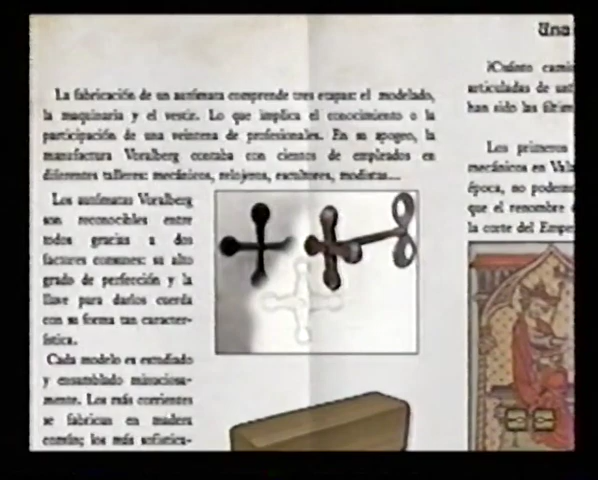 La fabricación de un autómata comprende tres etapas: el modelado,
la maquinaria y el vestir. Lo que implica el conocimiento o la
participación de una veintena de profesionales. En su apogeo, la
manufactura Voralberg contaba con cientos de empleados en
diferentes talleres: mecánicos, relojeros, escultores, modistas...
Los autómatas Voralberg
son reconocibles entre
todos gracias a dos
factores comunes: su alto
grado de perfección y la
llave para darlos cuerda
con su forma tan caracter-
ística.
Cada modelo es estudiado
y ensamblado minuciosa-
mente. Los más corrientes
se fabrican en madera
común; los más sofistica-
Una
¿Cuánto
articuladas de
han sido las
Los primeros
mecánicos en
época, no
que el renombre
la corte del